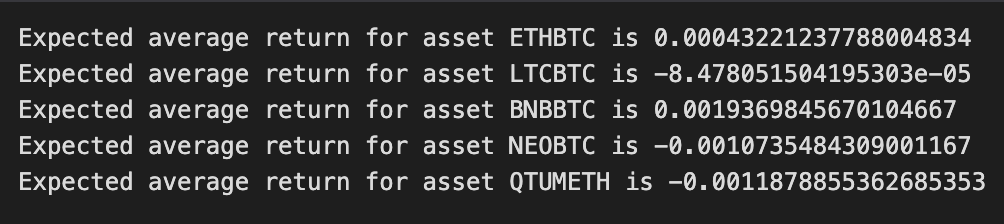 Expected average return for asset ETHBTC is 0.00043221237788004834
Expected average return for asset LTCBTC is -8.478051504195303e-05
Expected average return for asset BNBBTC is 0.0019369845670104667
Expected average return for asset NEOBTC is -0.0010735484309001167
Expected average return for asset QTUMETH is -0.0011878855362685353